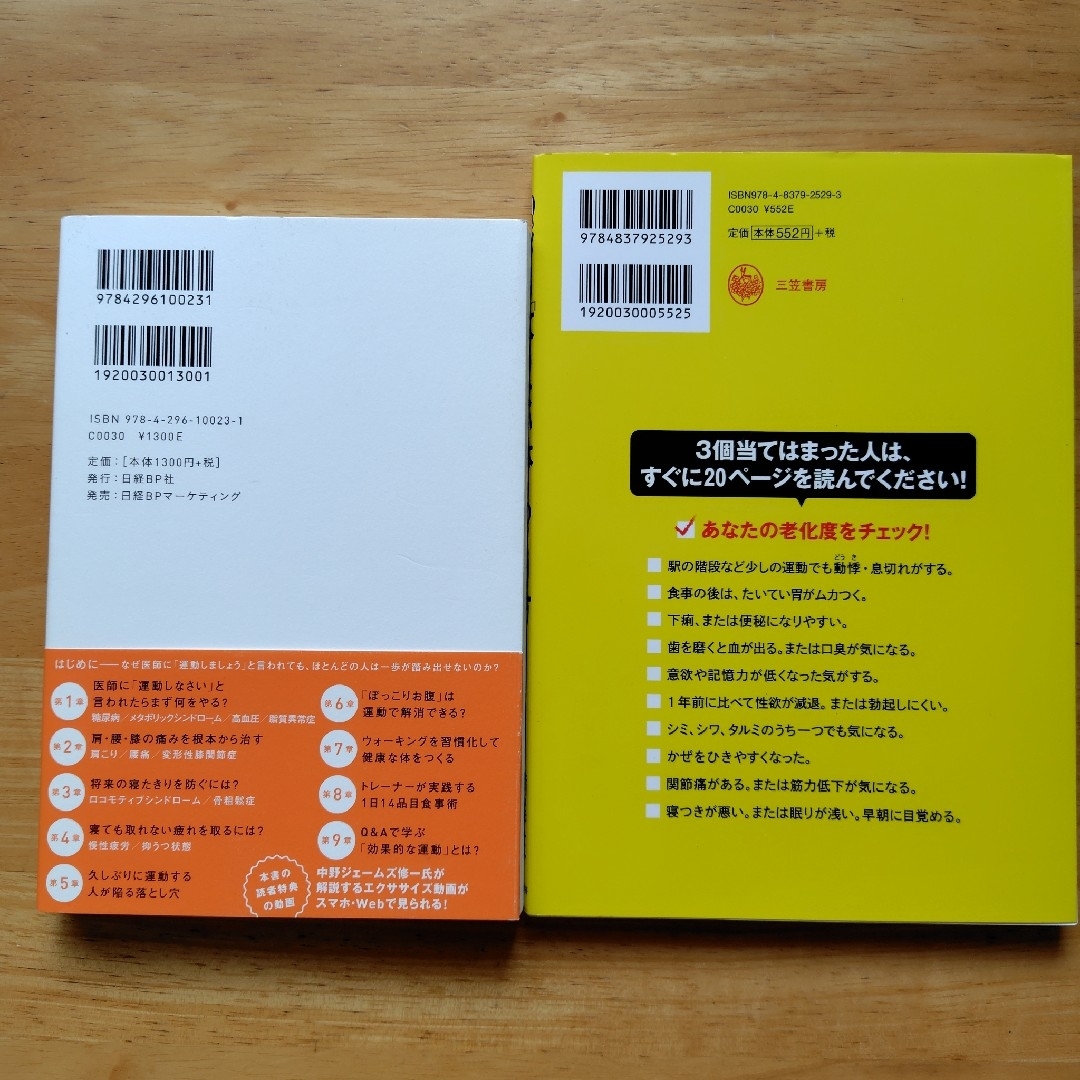 9784296100231
1920030013001
ISBN 978-4-296-10023-1
C0030 ¥1300E
定価:[本体1300円+税]
発行:日経BP社
発売:日経BPマーケティング
はじめに――なぜ医師に「運動しましょう」と言われても、ほとんどの人は一歩が踏み出せないのか?
第1章
医師に「運動しなさい」と
言われたらまず何をやる?
糖尿病/メタボリックシンドローム/高血圧/脂質異常症
第2章
肩・腰・膝の痛みを根本から治す
肩こり/腰痛/変形性膝関節症
第3章
将来の寝たきりを防ぐには?
ロコモティブシンドローム/骨粗鬆症
第4章
寝ても取れない疲れを取るには?
慢性疲労/抑うつ状態
第5章
久しぶりに運動する
人が陥る落とし穴
第6章
「ぽっこりお腹」は
運動で解消できる?
第7章
ウォーキングを習慣化して
健康な体をつくる
第8章
トレーナーが実践する
1日14品目食事術
第9章
Q&Aで学ぶ
「効果的な運動」とは?
本書の
読者特典
の動画
中野ジェームズ修一氏が
解説するエクササイズ動画が
スマホ・Webで見られる!
9784837925293
1920030005525
ISBN978-4-8379-2529-3
C0030 ¥552E
定価 本体552円 +税
三笠書房
3個当てはまった人は、
すぐに20ページを読んでください!
あなたの老化度をチェック!
駅の階段など少しの運動でも動悸・息切れがする。
どうき
食事の後は、たいてい胃がムカつく。
下痢、または便秘になりやすい。
歯を磨くと血が出る。または口臭が気になる。
意欲や記憶力が低くなった気がする。
1年前に比べて性欲が減退。または勃起しにくい。
シミ、シワ、タルミのうち一つでも気になる。
かぜをひきやすくなった。
関節痛がある。または筋力低下が気になる。
寝つきが悪い。または眠りが浅い。早朝に目覚める。